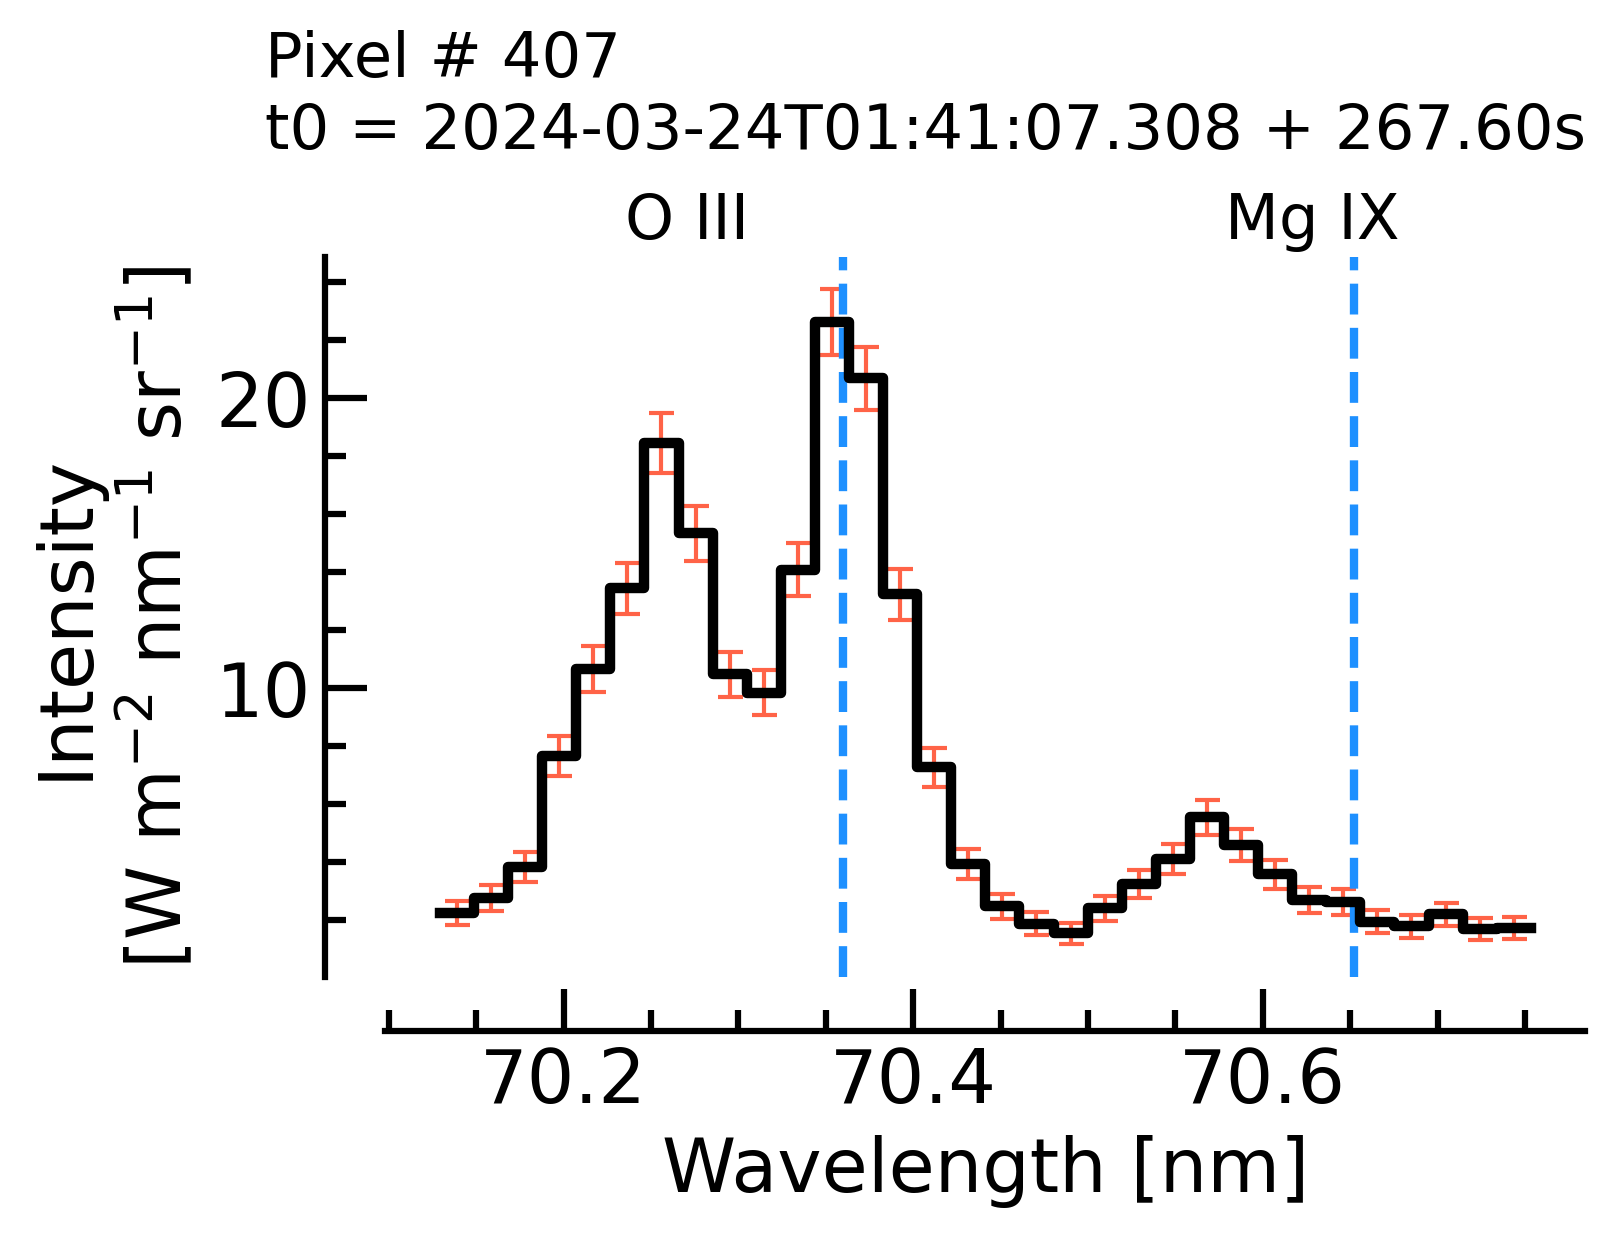 Pixel # 407
t0 = 2024-03-24T01:41:07.308 + 267.60s
O III
Mg IX
Intensity
[W m⁻² nm⁻¹ sr⁻¹]
20
10
70.2
70.4
70.6
Wavelength [nm]